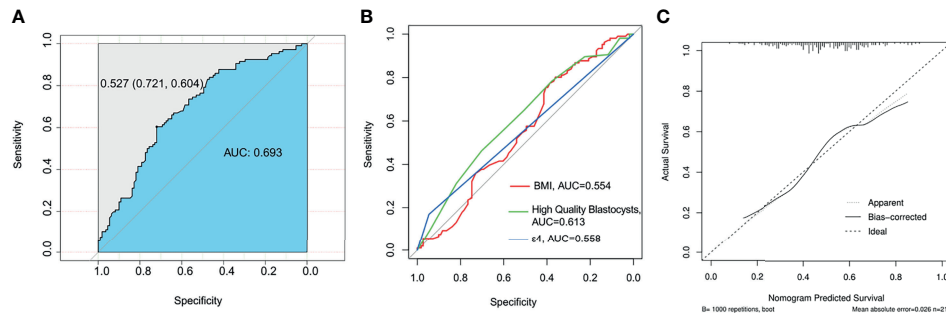 A
1.0
0.8
0.6
0.4
0.2
0.0
Sensitivity
0.527 (0.721, 0.604)
AUC: 0.693
1.0 0.8 0.6 0.4 0.2 0.0
Specificity
B
1.0
0.8
0.6
0.4
0.2
0.0
Sensitivity
BMI, AUC=0.554
High Quality Blastocysts,
AUC=0.613
ε4, AUC=0.558
1.0 0.8 0.6 0.4 0.2 0.0
Specificity
C
1.0
0.8
0.6
0.4
0.2
0.0
Actual Survival
Apparent
Bias-corrected
Ideal
0.0 0.2 0.4 0.6 0.8 1.0
Nomogram Predicted Survival
B= 1000 repetitions, boot
Mean absolute error=0.026